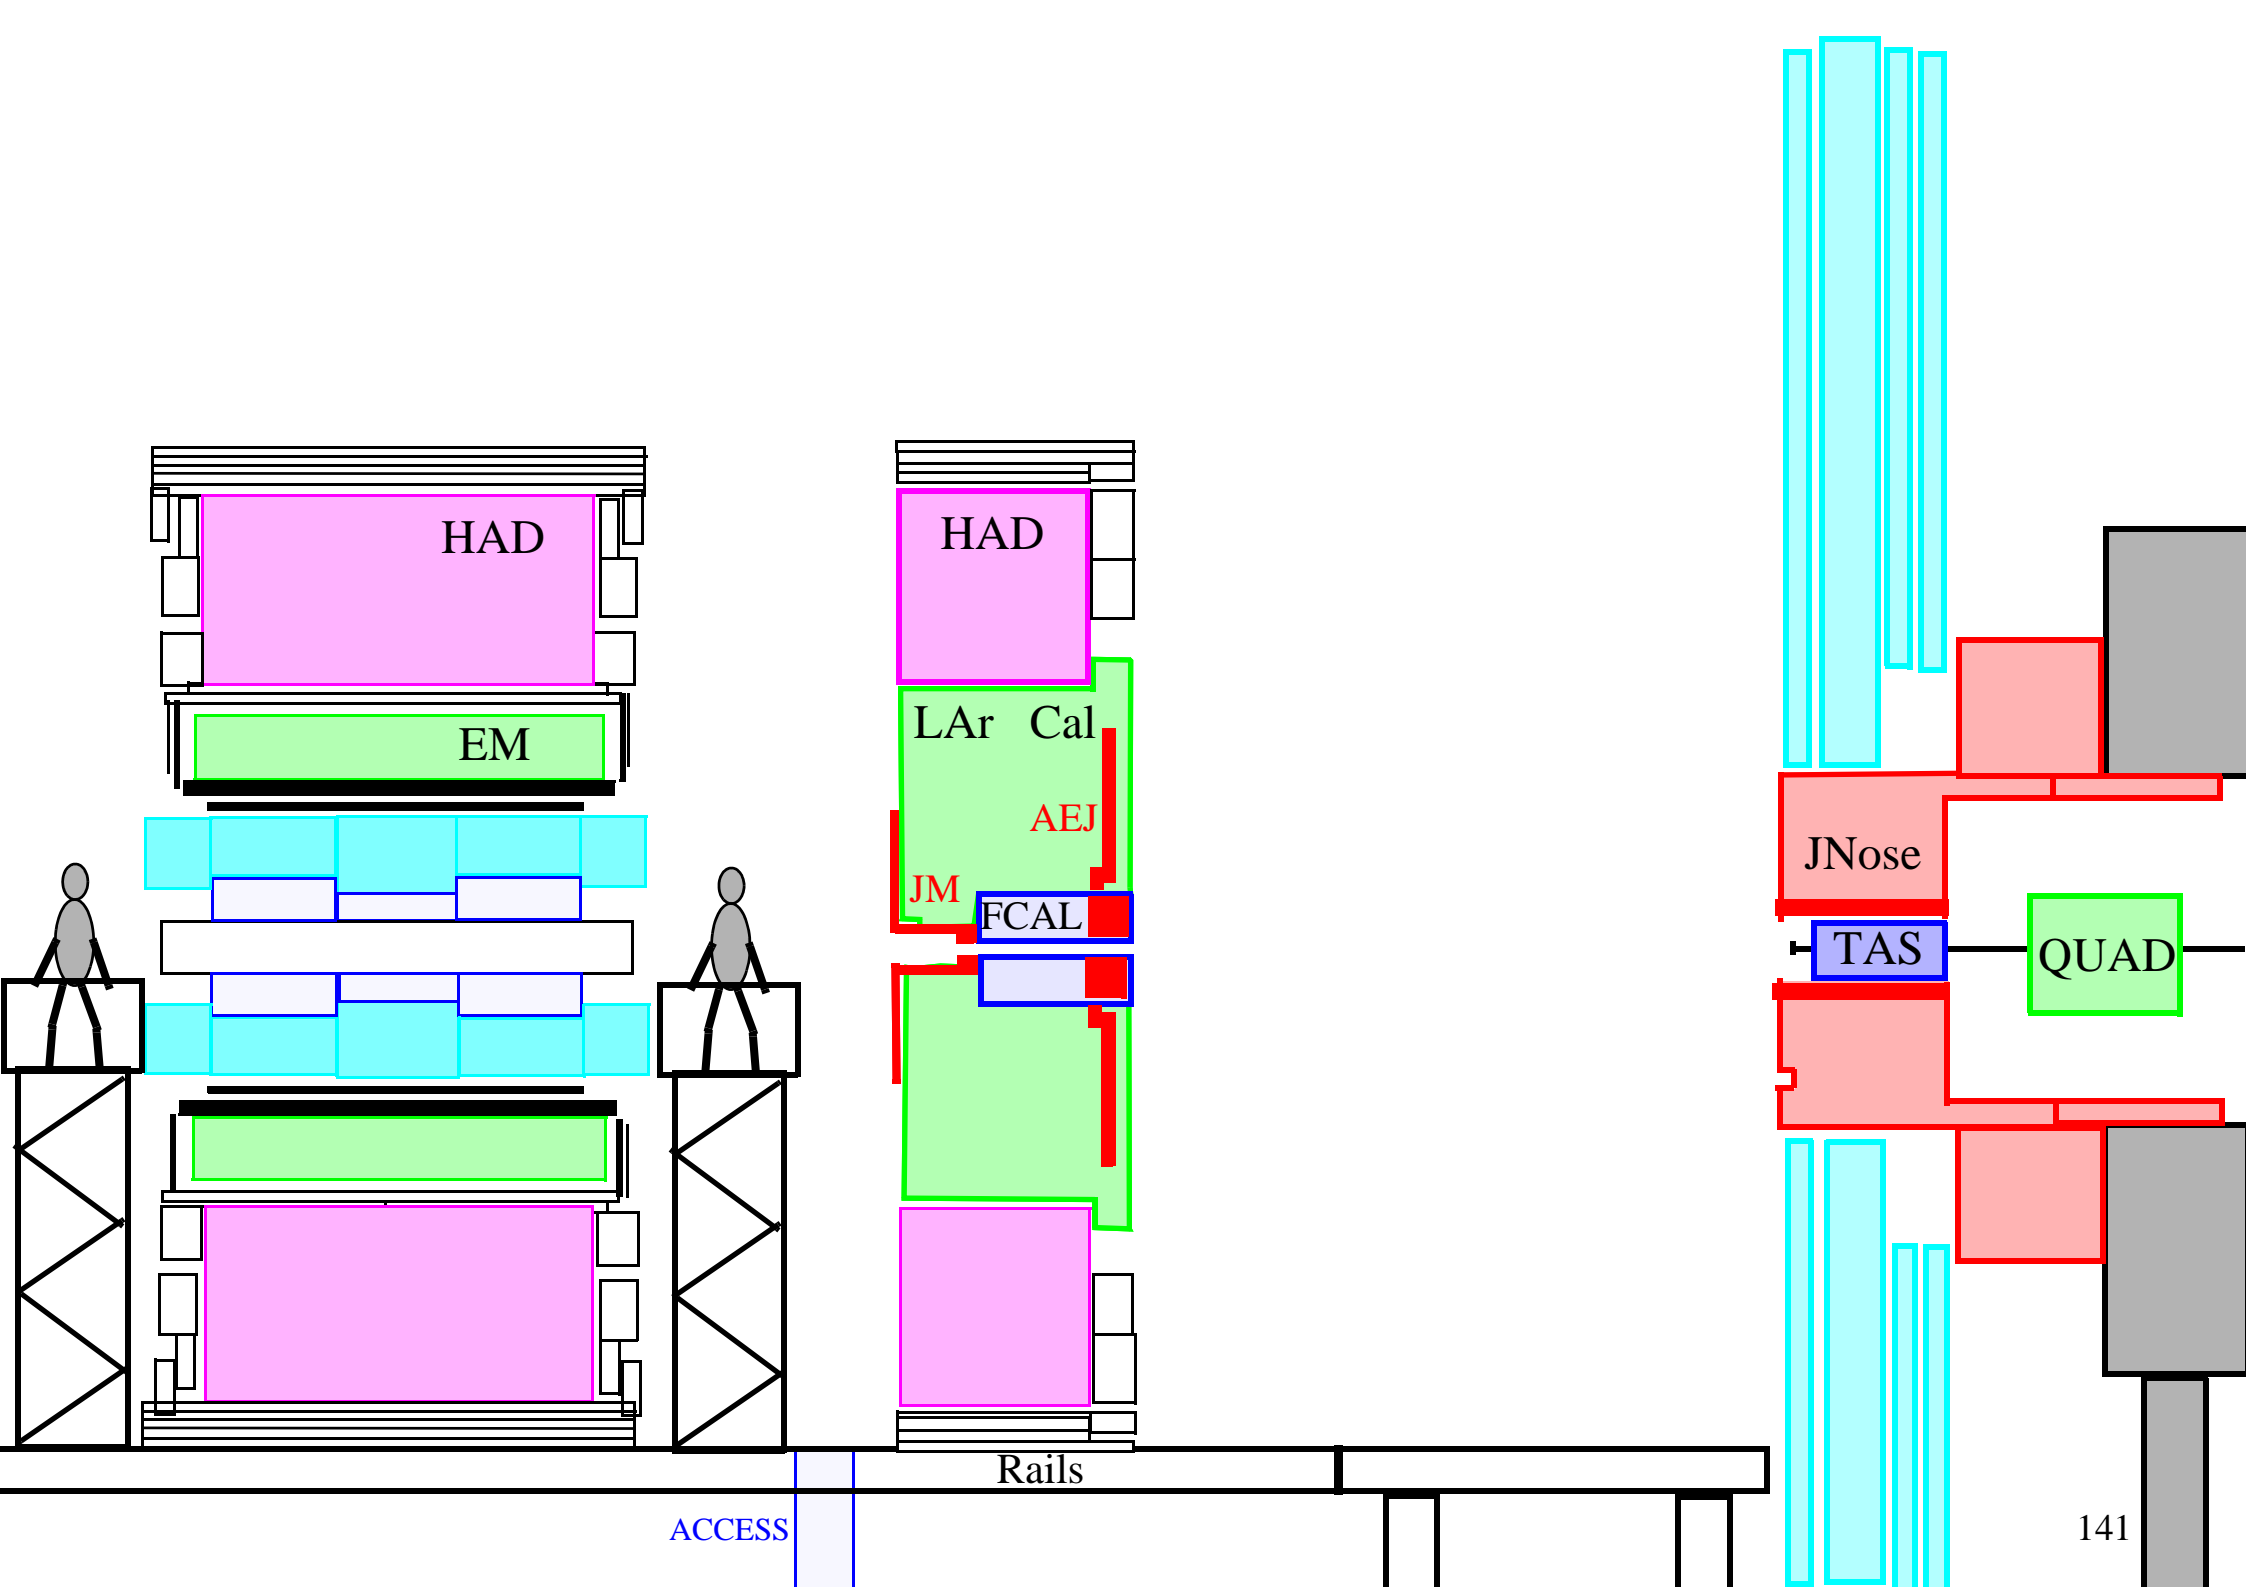 HAD
HAD
LAr Cal
EM
AEJ
JNose
JM
FCAL
TAS
QUAD
Rails
ACCESS
141